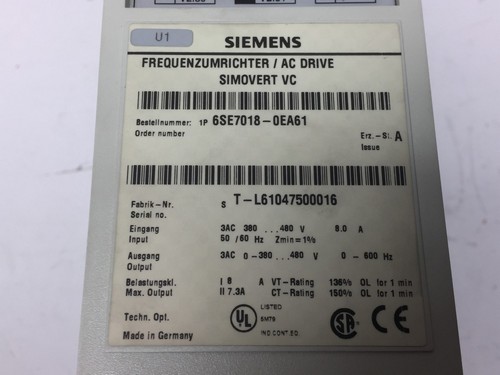 U1
SIEMENS
FREQUENZUMRICHTER / AC DRIVE
SIMOVERT VC
Bestellnummer: 1P 6SE7018-0EA61
Order number
Erz.-St. A
Issue
Fabrik-Nr. S T-L61047500016
Serial no.
Eingang 3AC 380 ...480 V 8.0 A
Input 50/60 Hz Zmin=1%
Ausgang 3AC 0-380 ...480 V 0-600 Hz
Output
Belastungskl. I 8 A VT-Rating 136% OL for 1 min
Max. Output II 7.3A CT-Rating 150% OL for 1 min
Techn. Opt.
Made in Germany
UL LISTED
IND.CONT.EQ.
SA CE